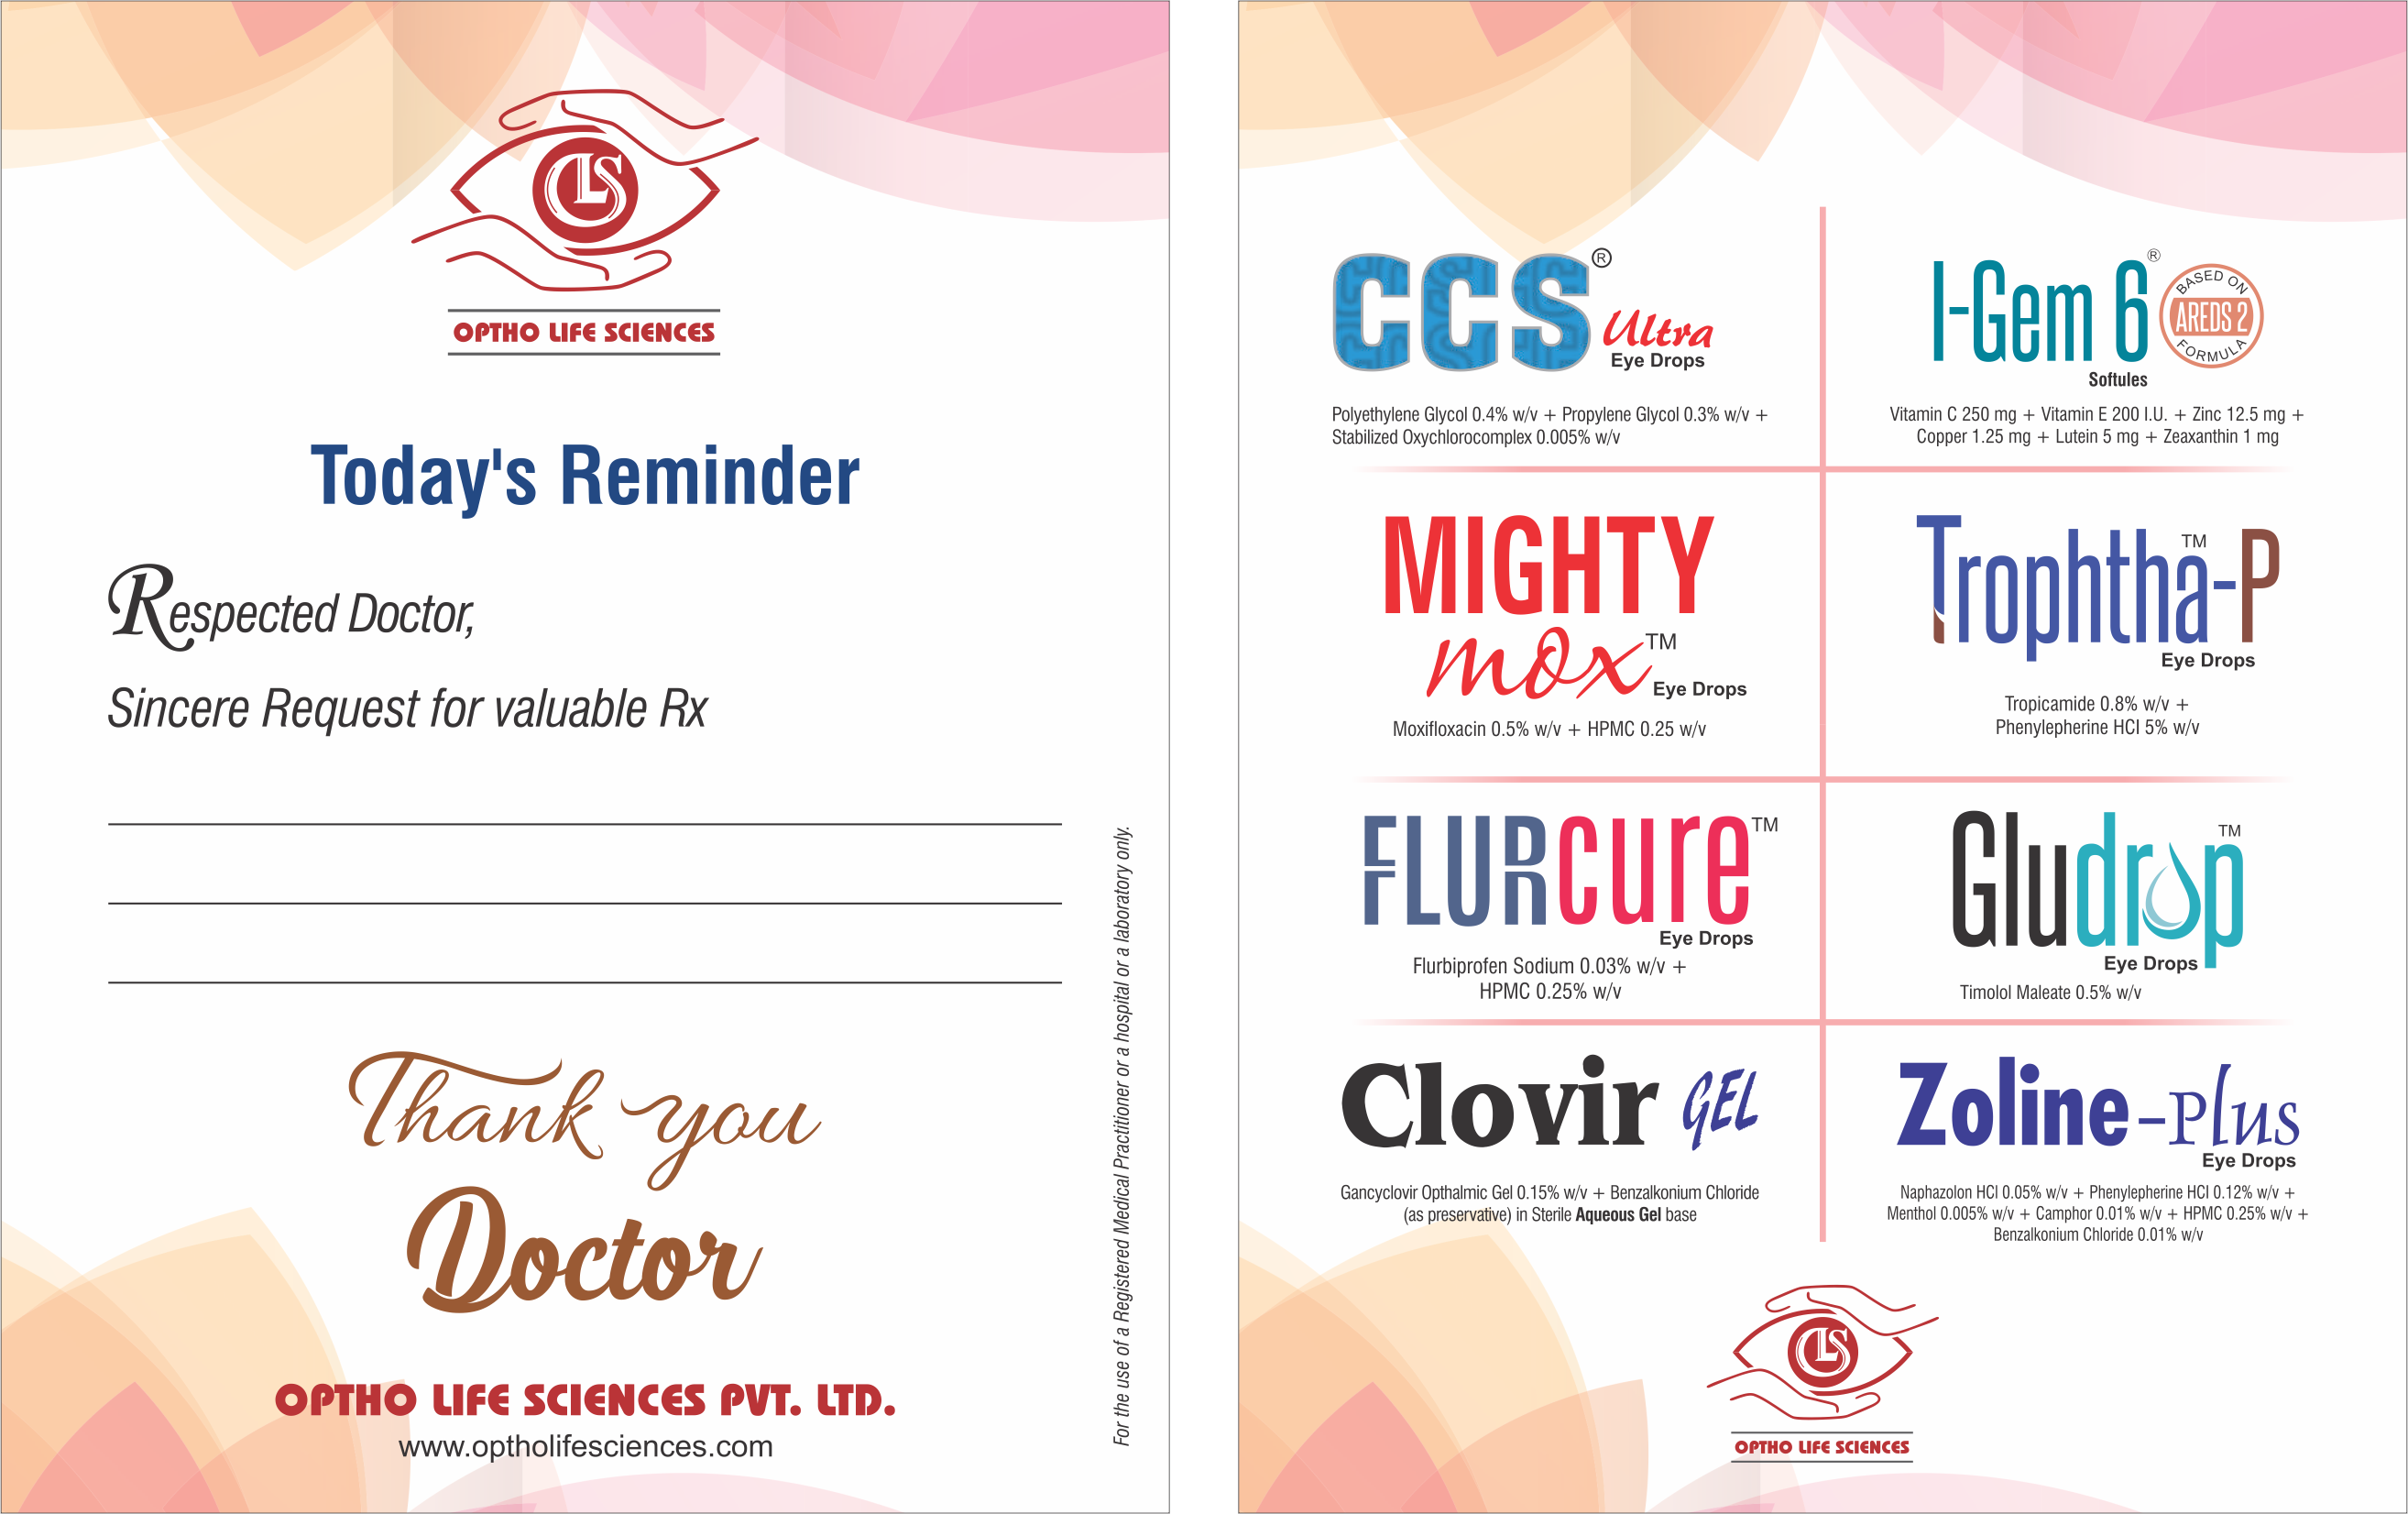 CLS
OPTHO LIFE SCIENCES
Today's Reminder
Respected Doctor,
Sincere Request for valuable Rx
Thank you
Doctor
OPTHO LIFE SCIENCES PVT. LTD.
www.optholifesciences.com
For the use of a Registered Medical Practitioner or a hospital or a laboratory only.
CCS® Ultra
Eye Drops
Polyethylene Glycol 0.4% w/v + Propylene Glycol 0.3% w/v +
Stabilized Oxychlorocomplex 0.005% w/v
I-Gem 6®
BASED ON
AREDS 2
FORMULA
Softules
Vitamin C 250 mg + Vitamin E 200 I.U. + Zinc 12.5 mg +
Copper 1.25 mg + Lutein 5 mg + Zeaxanthin 1 mg
MIGHTY
mox™
Eye Drops
Moxifloxacin 0.5% w/v + HPMC 0.25 w/v
Trophtha™-P
Eye Drops
Tropicamide 0.8% w/v +
Phenylepherine HCl 5% w/v
FLURcure™
Eye Drops
Flurbiprofen Sodium 0.03% w/v +
HPMC 0.25% w/v
Gludrop™
Eye Drops
Timolol Maleate 0.5% w/v
Clovir GEL
Gancyclovir Opthalmic Gel 0.15% w/v + Benzalkonium Chloride
(as preservative) in Sterile Aqueous Gel base
Zoline-Plus
Eye Drops
Naphazolon HCl 0.05% w/v + Phenylepherine HCl 0.12% w/v +
Menthol 0.005% w/v + Camphor 0.01% w/v + HPMC 0.25% w/v +
Benzalkonium Chloride 0.01% w/v
CLS
OPTHO LIFE SCIENCES